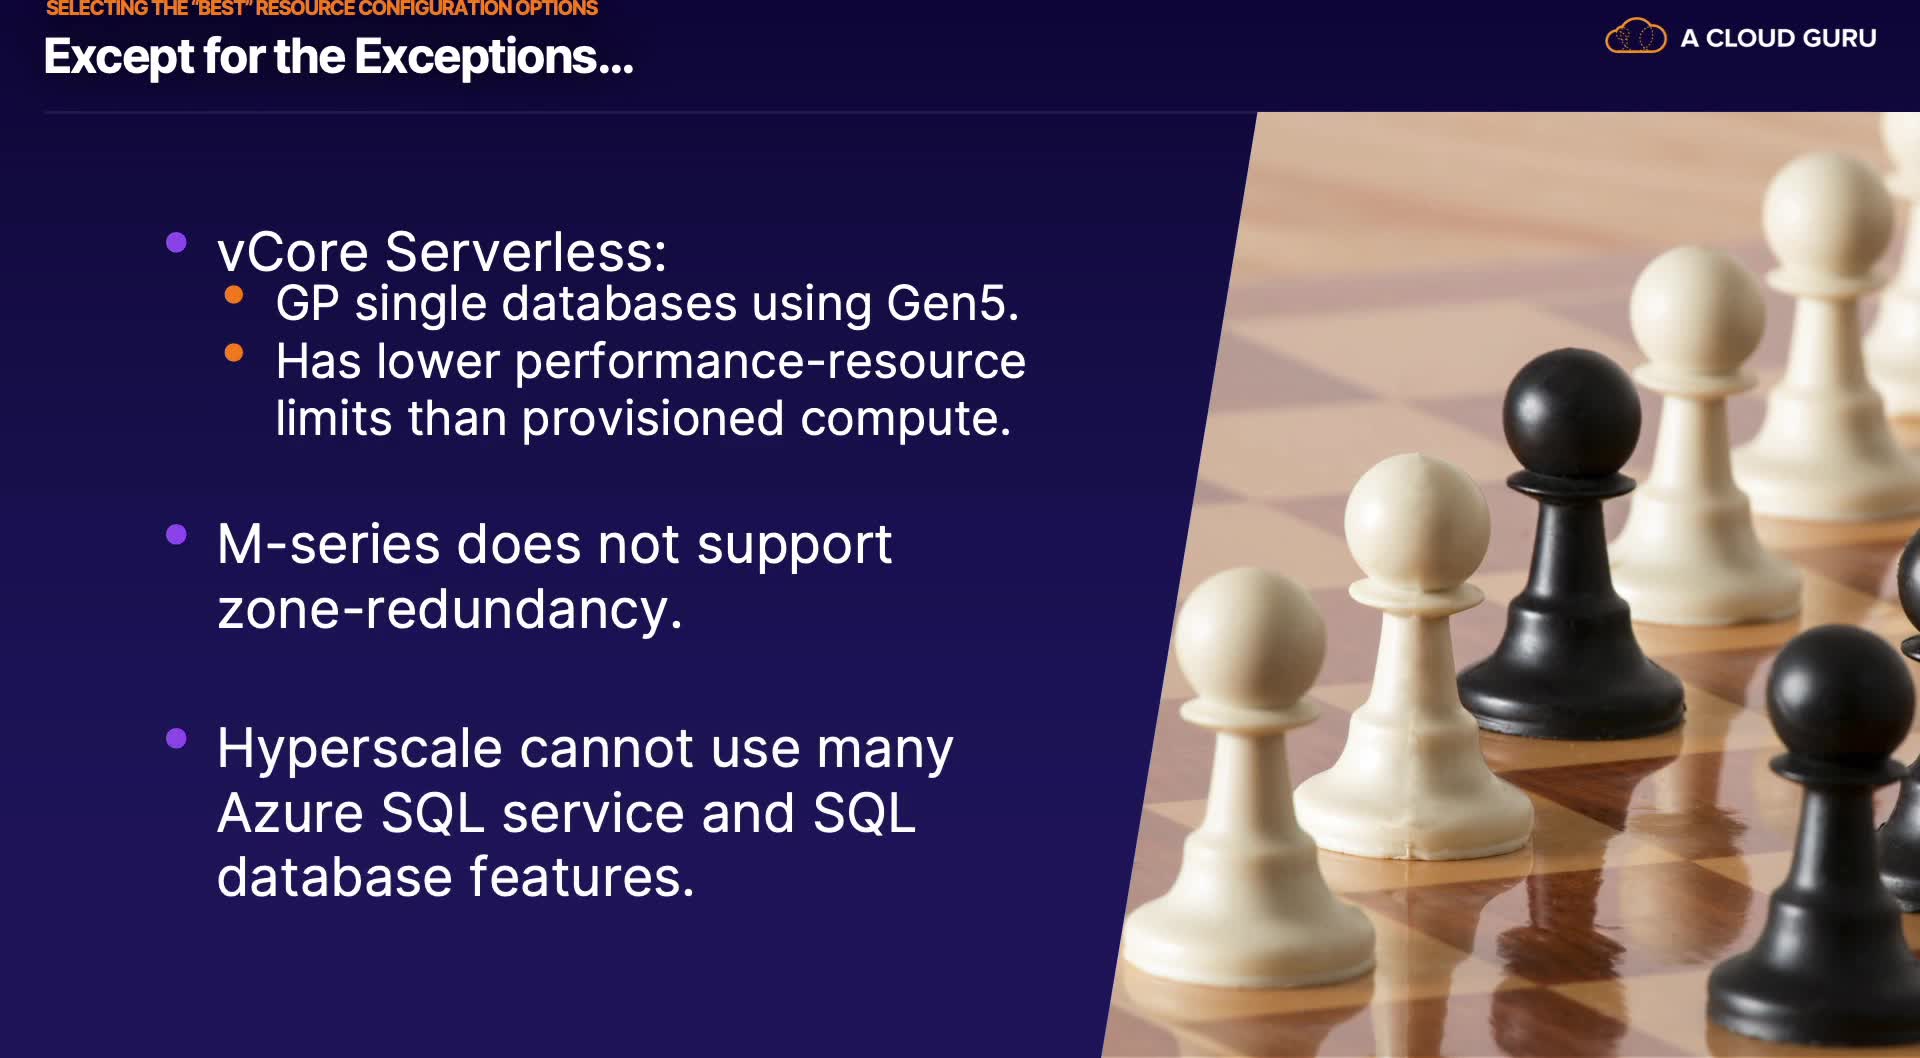 SELECTING THE “BEST” RESOURCE CONFIGURATION OPTIONS
Except for the Exceptions...
A CLOUD GURU
vCore Serverless:
GP single databases using Gen5.
Has lower performance-resource
limits than provisioned compute.
M-series does not support
zone-redundancy.
Hyperscale cannot use many
Azure SQL service and SQL
database features.